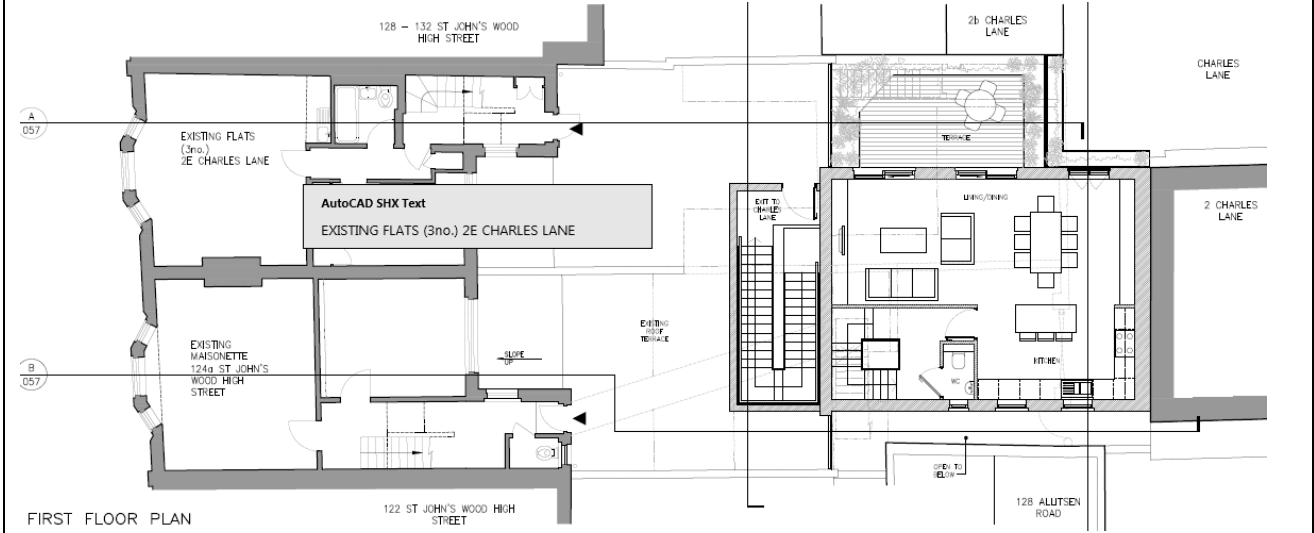 128 – 132 ST JOHN'S WOOD
HIGH STREET
2b CHARLES
LANE
CHARLES
LANE
A
057
EXISTING FLATS
(3no.)
2E CHARLES LANE
TERRACE
AutoCAD SHX Text
EXISTING FLATS (3no.) 2E CHARLES LANE
EXIT TO
CHARLES
LANE
LIVING/DINING
2 CHARLES
LANE
EXISTING
ROOF
TERRACE
EXISTING
MAISONETTE
124a ST JOHN'S
WOOD HIGH
STREET
SLOPE
UP
B
057
KITCHEN
WC
OPEN TO
BELOW
122 ST JOHN'S WOOD HIGH
STREET
128 ALLITSEN
ROAD
FIRST FLOOR PLAN